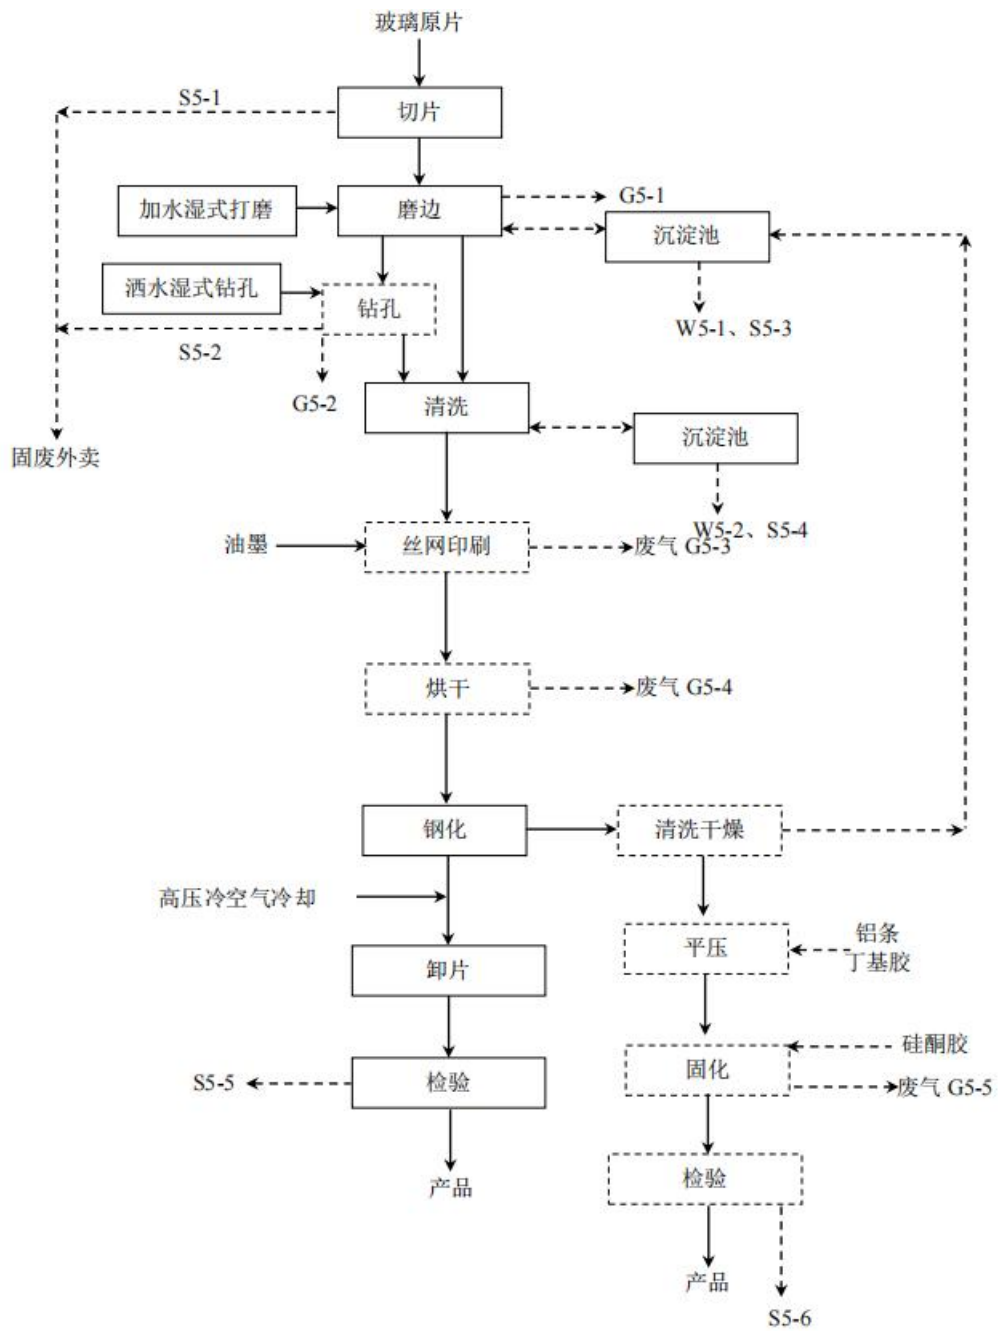 玻璃原片
S5-1
切片
加水湿式打磨
磨边
G5-1
沉淀池
洒水湿式钻孔
钻孔
W5-1、S5-3
S5-2
G5-2
清洗
沉淀池
固废外卖
W5-2、S5-4
油墨
丝网印刷
废气 G5-3
烘干
废气 G5-4
钢化
清洗干燥
高压冷空气冷却
铝条
丁基胶
平压
卸片
硅酮胶
固化
废气 G5-5
S5-5
检验
检验
产品
产品
S5-6